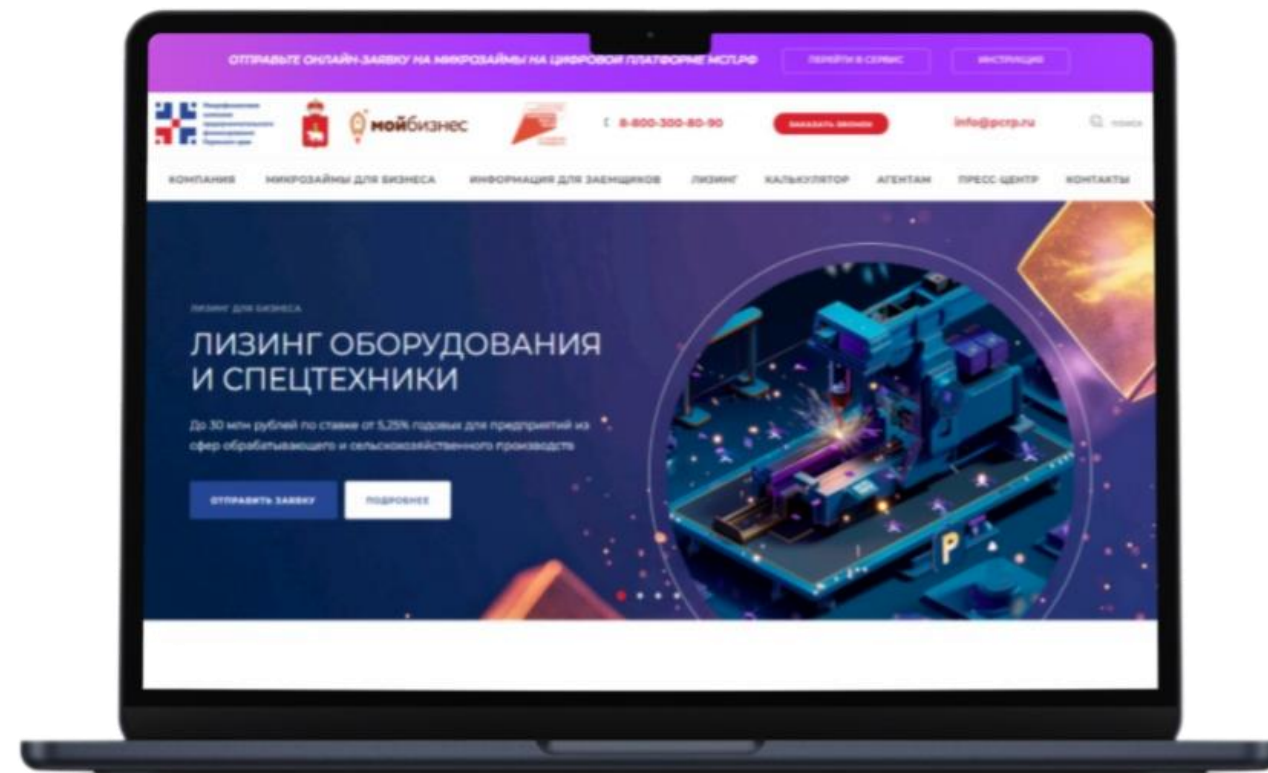 ОТПРАВЬТЕ ОНЛАЙН-ЗАЯВКУ НА МИКРОЗАЙМЫ НА ЦИФРОВОЙ ПЛАТФОРМЕ МСП.РФ
ПЕРЕЙТИ В СЕРВИС
ИНСТРУКЦИЯ
мойбизнес
8-800-300-80-90
ЗАКАЗАТЬ ЗВОНОК
info@pcrp.ru
ПОИСК
КОМПАНИЯ
МИКРОЗАЙМЫ ДЛЯ БИЗНЕСА
ИНФОРМАЦИЯ ДЛЯ ЗАЕМЩИКОВ
ЛИЗИНГ
КАЛЬКУЛЯТОР
АГЕНТАМ
ПРЕСС-ЦЕНТР
КОНТАКТЫ
ЛИЗИНГ ДЛЯ БИЗНЕСА
ЛИЗИНГ ОБОРУДОВАНИЯ
И СПЕЦТЕХНИКИ
До 30 млн рублей по ставке от 5,25% годовых для предприятий из
сфер обрабатывающего и сельскохозяйственного производств
ОТПРАВИТЬ ЗАЯВКУ
ПОДРОБНЕЕ
P